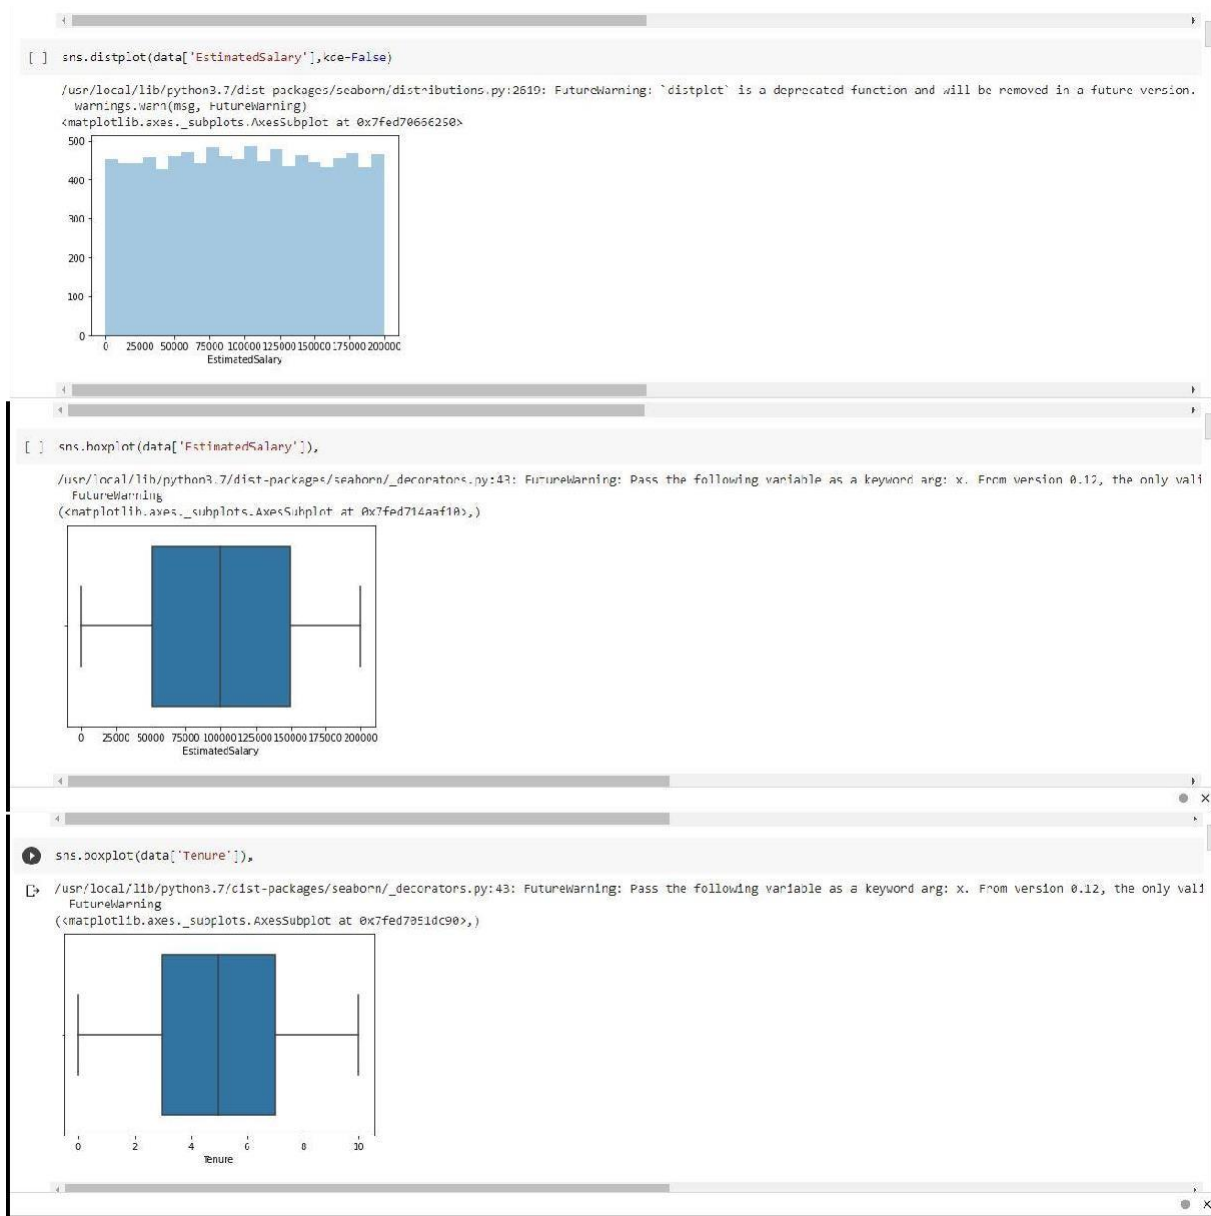 [ ] sns.distplot(data['EstimatedSalary'],kde=False)
/usr/local/lib/python3.7/dist-packages/seaborn/distributions.py:2619: FutureWarning: `distplot` is a deprecated function and will be removed in a future version.
warnings.warn(msg, FutureWarning)
<matplotlib.axes._subplots.AxesSubplot at 0x7fed70666250>
500
400
300
200
100
0
0 25000 50000 75000 100000 125000 150000 175000 200000
EstimatedSalary
[ ] sns.boxplot(data['EstimatedSalary']),
/usr/local/lib/python3.7/dist-packages/seaborn/_decorators.py:43: FutureWarning: Pass the following variable as a keyword arg: x. From version 0.12, the only vali
FutureWarning
(<matplotlib.axes._subplots.AxesSubplot at 0x7fed714aaf10>,)
0 25000 50000 75000 100000 125000 150000 175000 200000
EstimatedSalary
sns.boxplot(data['Tenure']),
/usr/local/lib/python3.7/dist-packages/seaborn/_decorators.py:43: FutureWarning: Pass the following variable as a keyword arg: x. From version 0.12, the only vali
FutureWarning
(<matplotlib.axes._subplots.AxesSubplot at 0x7fed7051dc90>,)
0 2 4 6 8 10
Tenure